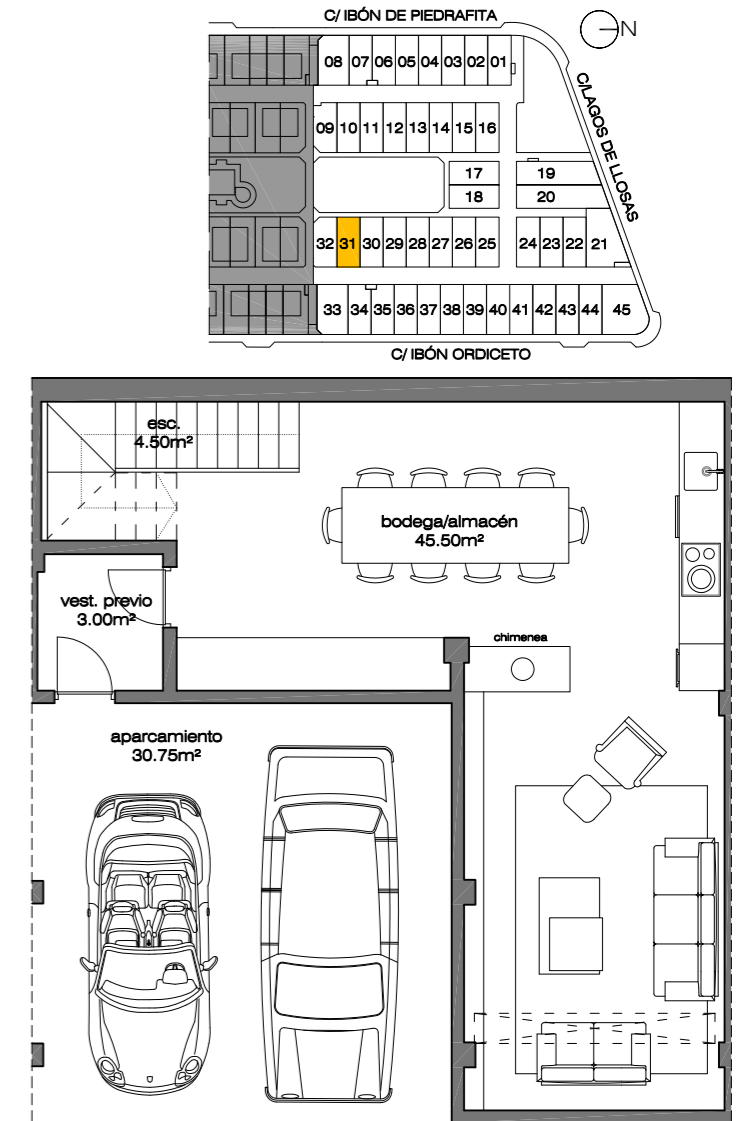 C/ IBÓN DE PIEDRAFITA
N
C/LAGOS DE LLOSAS
08 07 06 05 04 03 02 01
09 10 11 12 13 14 15 16
17
18
19
20
32 31 30 29 28 27 26 25 24 23 22 21
33 34 35 36 37 38 39 40 41 42 43 44 45
C/ IBÓN ORDICETO
esc.
4.50m²
bodega/almacén
45.50m²
vest. previo
3.00m²
chimenea
aparcamiento
30.75m²